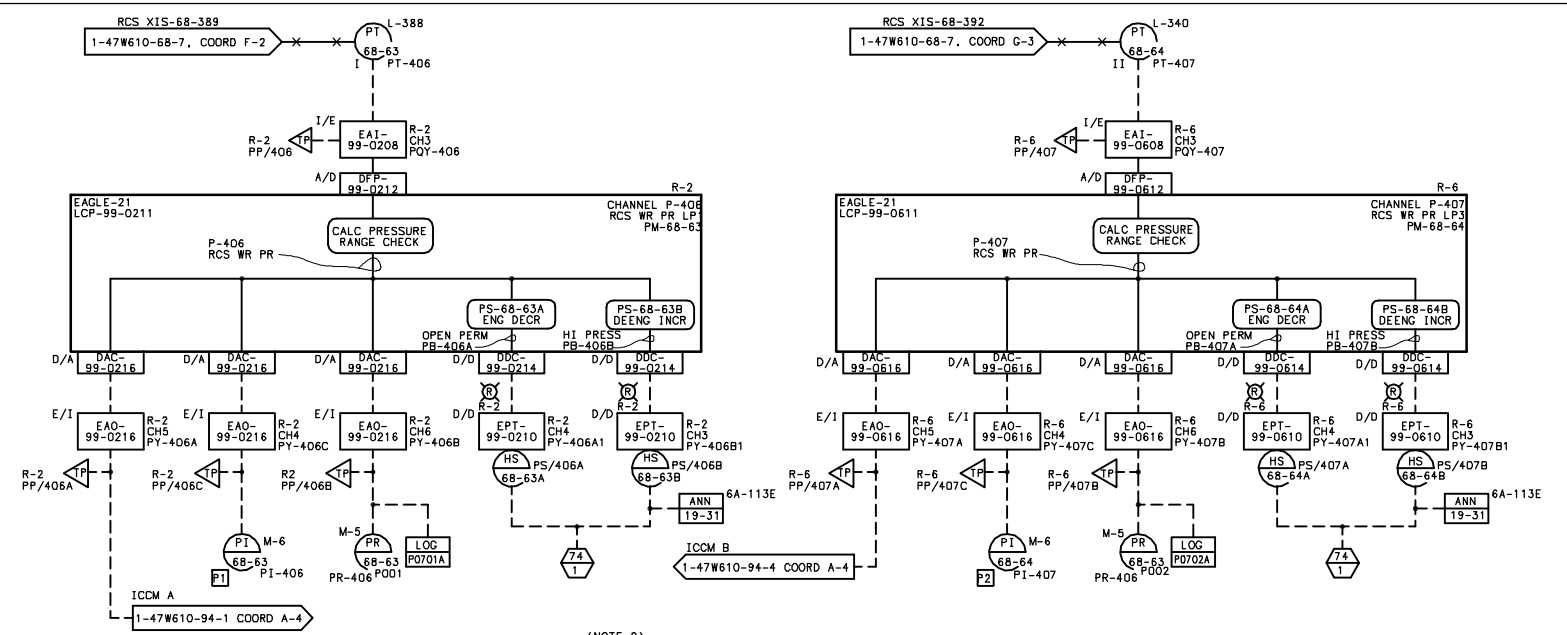 RCS XIS-68-389
1-47W610-68-7, COORD F-2
PT
68-63
L-388
I
PT-406
I/E
R-2
PP/406
TP
EAI-
99-0208
R-2
CH3
PQY-406
A/D
DFP-
99-0212
R-2
EAGLE-21
LCP-99-0211
CHANNEL P-406
RCS WR PR LP1
PM-68-63
CALC PRESSURE
RANGE CHECK
P-406
RCS WR PR
PS-68-63A
ENG DECR
PS-68-63B
DEENG INCR
OPEN PERM
PB-406A
HI PRESS
PB-406B
D/A
DAC-
99-0216
D/A
DAC-
99-0216
D/A
DAC-
99-0216
D/D
DDC-
99-0214
D/D
DDC-
99-0214
R
R-2
R
R-2
E/I
EAO-
99-0216
R-2
CH5
PY-406A
E/I
EAO-
99-0216
R-2
CH4
PY-406C
E/I
EAO-
99-0216
R-2
CH6
PY-406B
D/D
EPT-
99-0210
R-2
CH4
PY-406A1
D/D
EPT-
99-0210
R-2
CH3
PY-406B1
R-2
PP/406A
TP
R-2
PP/406C
TP
R2
PP/406B
TP
HS
68-63A
PS/406A
HS
68-63B
PS/406B
ANN
19-31
6A-113E
PI
68-63
M-6
PI-406
P1
M-5
PR
68-63
PR-406
P001
LOG
P0701A
74
1
ICCM A
1-47W610-94-1 COORD A-4
RCS XIS-68-392
1-47W610-68-7, COORD G-3
PT
68-64
L-340
II
PT-407
I/E
R-6
PP/407
TP
EAI-
99-0608
R-6
CH3
PQY-407
A/D
DFP-
99-0612
R-6
EAGLE-21
LCP-99-0611
CHANNEL P-407
RCS WR PR LP3
PM-68-64
CALC PRESSURE
RANGE CHECK
P-407
RCS WR PR
PS-68-64A
ENG DECR
PS-68-64B
DEENG INCR
OPEN PERM
PB-407A
HI PRESS
PB-407B
D/A
DAC-
99-0616
D/A
DAC-
99-0616
D/A
DAC-
99-0616
D/D
DDC-
99-0614
D/D
DDC-
99-0614
R
R-6
R
R-6
E/I
EAO-
99-0616
R-6
CH5
PY-407A
E/I
EAO-
99-0616
R-6
CH4
PY-407C
E/I
EAO-
99-0616
R-6
CH6
PY-407B
D/D
EPT-
99-0610
R-6
CH4
PY-407A1
D/D
EPT-
99-0610
R-6
CH3
PY-407B1
R-6
PP/407A
TP
R-6
PP/407C
TP
R-6
PP/407B
TP
HS
68-64A
PS/407A
HS
68-64B
PS/407B
ANN
19-31
6A-113E
ICCM B
1-47W610-94-4 COORD A-4
PI
68-64
M-6
PI-407
P2
M-5
PR
68-63
PR-406
P002
LOG
P0702A
74
1
(NOTE 8)